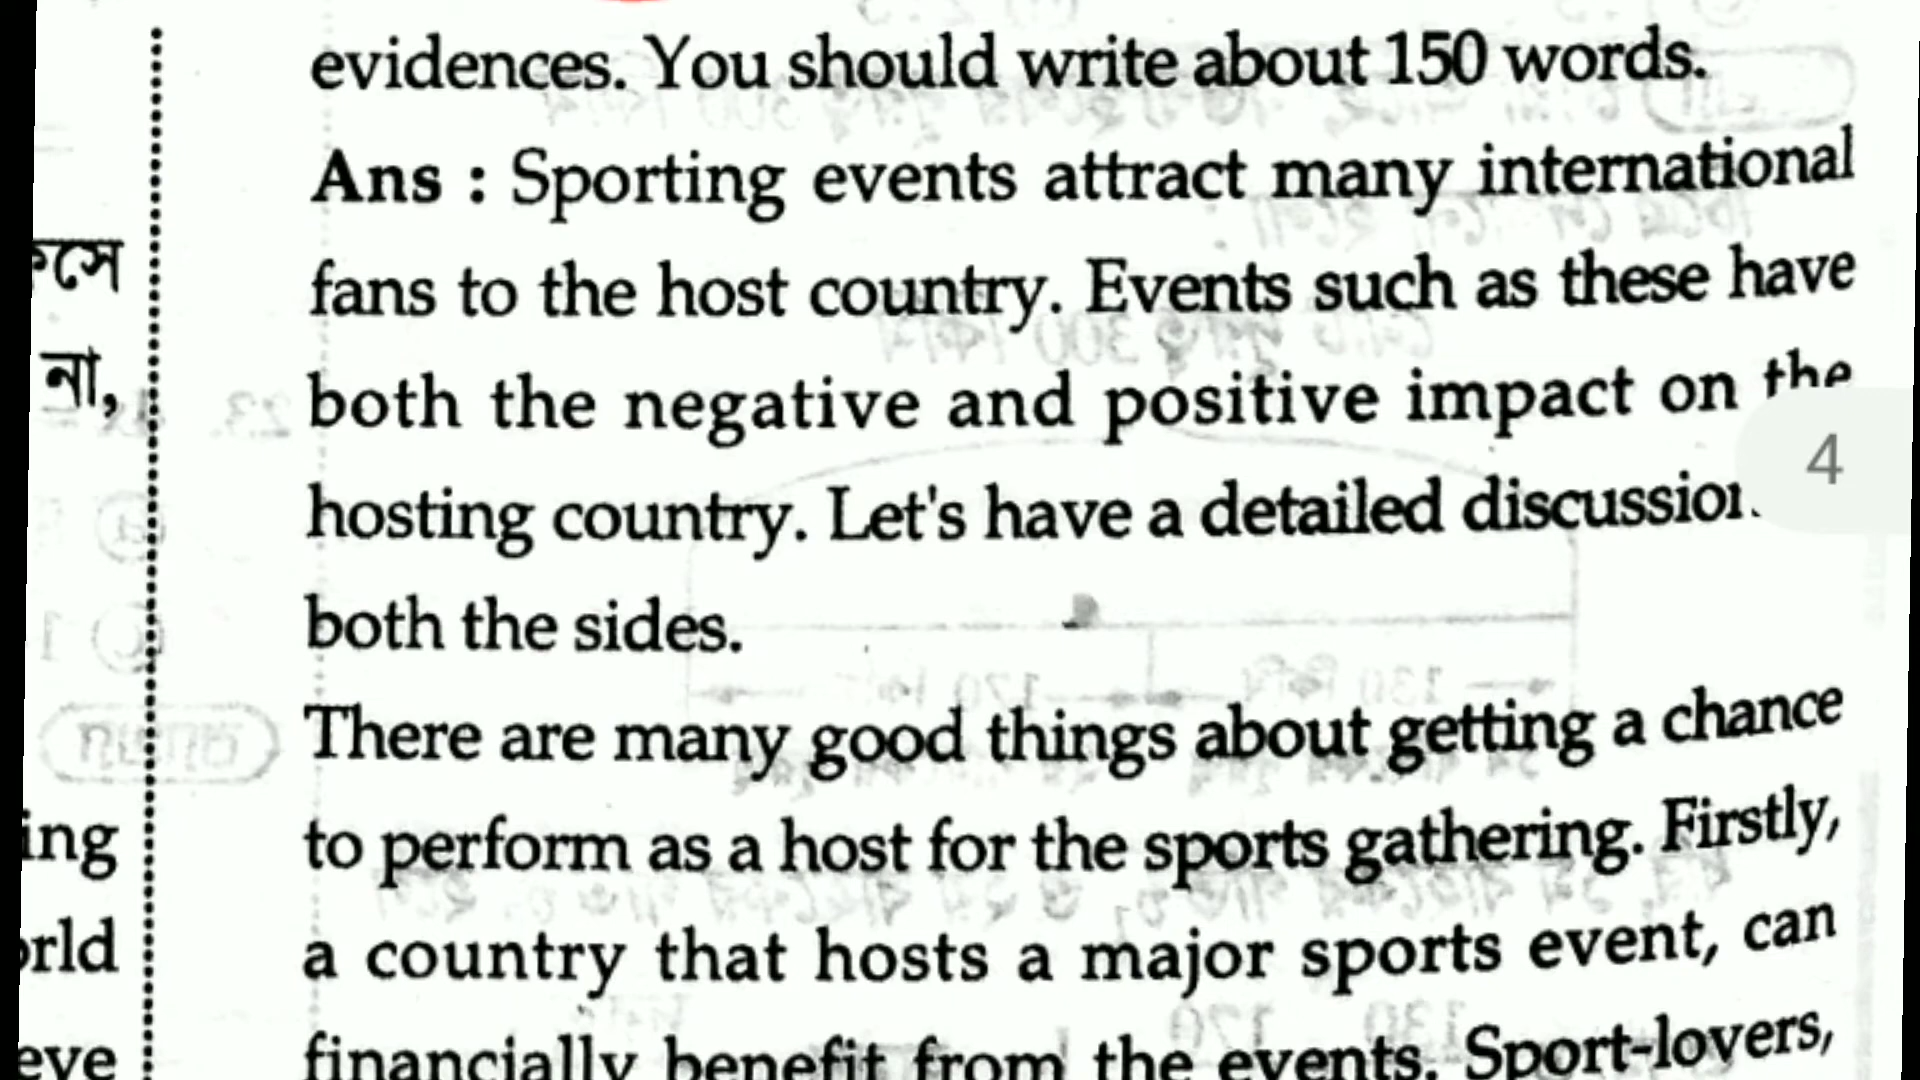 evidences. You should write about 150 words.
Ans : Sporting events attract many international
fans to the host country. Events such as these have
both the negative and positive impact on the
hosting country. Let's have a detailed
both the sides.
There are many good things about getting a chance
to perform as a host for the sports gathering. Firstly,
a country that hosts a major sports event, can
financially benefit from the events. Sport-lovers,
না,
ing
4